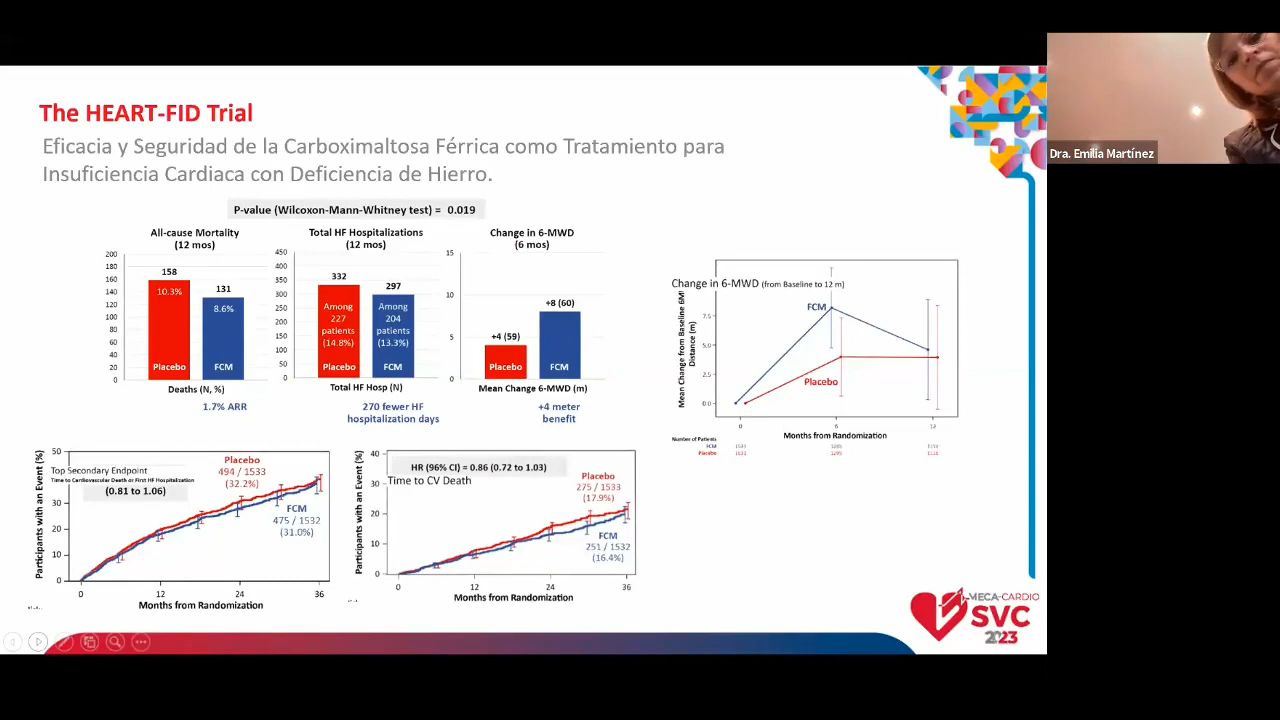 The HEART-FID Trial
Eficacia y Seguridad de la Carboximaltosa Férrica como Tratamiento para
Insuficiencia Cardiaca con Deficiencia de Hierro.
P-value (Wilcoxon-Mann-Whitney test) = 0.019
All-cause Mortality
(12 mos)
200
180
160
140
120
100
80
60
40
20
0
158
10.3%
Placebo
131
8.6%
FCM
Deaths (N, %)
1.7% ARR
Total HF Hospitalizations
(12 mos)
450
400
350
300
250
200
150
100
50
0
332
Among
227
patients
(14.8%)
Placebo
297
Among
204
patients
(13.3%)
FCM
Total HF Hosp (N)
270 fewer HF
hospitalization days
Change in 6-MWD
(6 mos)
15
10
5
0
+4 (59)
Placebo
+8 (60)
FCM
Mean Change 6-MWD (m)
+4 meter
benefit
Change in 6-MWD (from Baseline to 12 m)
Mean Change from Baseline 6M
Distance (m)
7.5
5.0
2.5
0.0
FCM
Placebo
0
6
12
Months from Randomization
Number of Patients
FCM
Placebo
Participants with an Event (%)
50
40
30
20
10
0
Top Secondary Endpoint
Time to Cardiovascular Death or First HF Hospitalization
(0.81 to 1.06)
Placebo
494 / 1533
(32.2%)
FCM
475 / 1532
(31.0%)
0
12
24
36
Months from Randomization
Participants with an Event (%)
40
30
20
10
0
HR (96% CI) = 0.86 (0.72 to 1.03)
Time to CV Death
Placebo
275 / 1533
(17.9%)
FCM
251 / 1532
(16.4%)
0
12
24
36
Months from Randomization
MECA-CARDIO
SVC
2023
Dra. Emilia Martínez